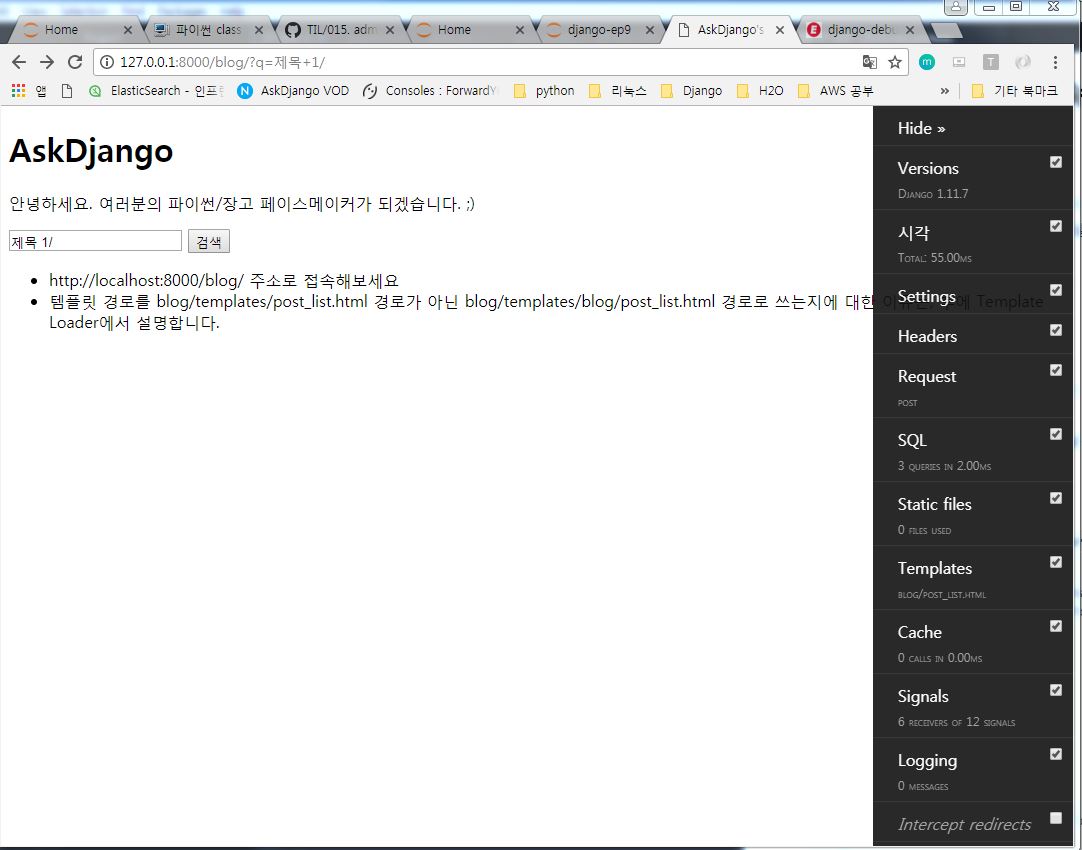 Home
파이썬 class
TIL/015. adm
Home
django-ep9
AskDjango's
django-debu
127.0.0.1:8000/blog/?q=제목+1/
앱
ElasticSearch - 인프런
AskDjango VOD
Consoles : ForwardY
python
리눅스
Django
H2O
AWS 공부
»
기타 북마크
AskDjango
안녕하세요. 여러분의 파이썬/장고 페이스메이커가 되겠습니다. ;)
제목 1/
검색
• http://localhost:8000/blog/ 주소로 접속해보세요
• 템플릿 경로를 blog/templates/post_list.html 경로가 아닌 blog/templates/blog/post_list.html 경로로 쓰는지에 대한 Template
Loader에서 설명합니다.
Hide »
Versions
Django 1.11.7
시각
Total: 55.00ms
Settings
Headers
Request
post
SQL
3 queries in 2.00ms
Static files
0 files used
Templates
blog/post_list.html
Cache
0 calls in 0.00ms
Signals
6 receivers of 12 signals
Logging
0 messages
Intercept redirects